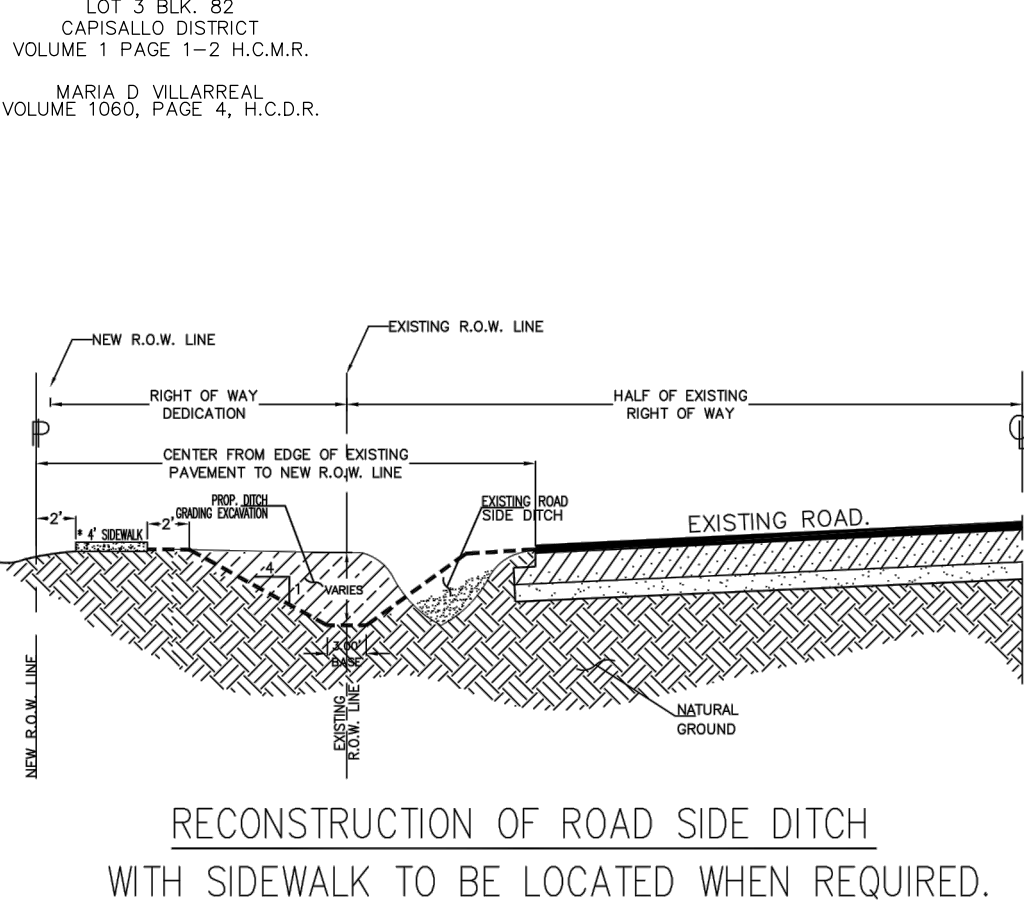 LOT 3 BLK. 82
CAPISALLO DISTRICT
VOLUME 1 PAGE 1-2 H.C.M.R.
MARIA D VILLARREAL
VOLUME 1060, PAGE 4, H.C.D.R.
NEW R.O.W. LINE
EXISTING R.O.W. LINE
RIGHT OF WAY
DEDICATION
HALF OF EXISTING
RIGHT OF WAY
CENTER FROM EDGE OF EXISTING
PAVEMENT TO NEW R.O.W. LINE
2'
* 4' SIDEWALK
2'
PROP. DITCH
GRADING EXCAVATION
EXISTING ROAD
SIDE DITCH
EXISTING ROAD.
4
1
VARIES
3.00'
BASE
NEW R.O.W. LINE
EXISTING
R.O.W. LINE
NATURAL
GROUND
RECONSTRUCTION OF ROAD SIDE DITCH
WITH SIDEWALK TO BE LOCATED WHEN REQUIRED.